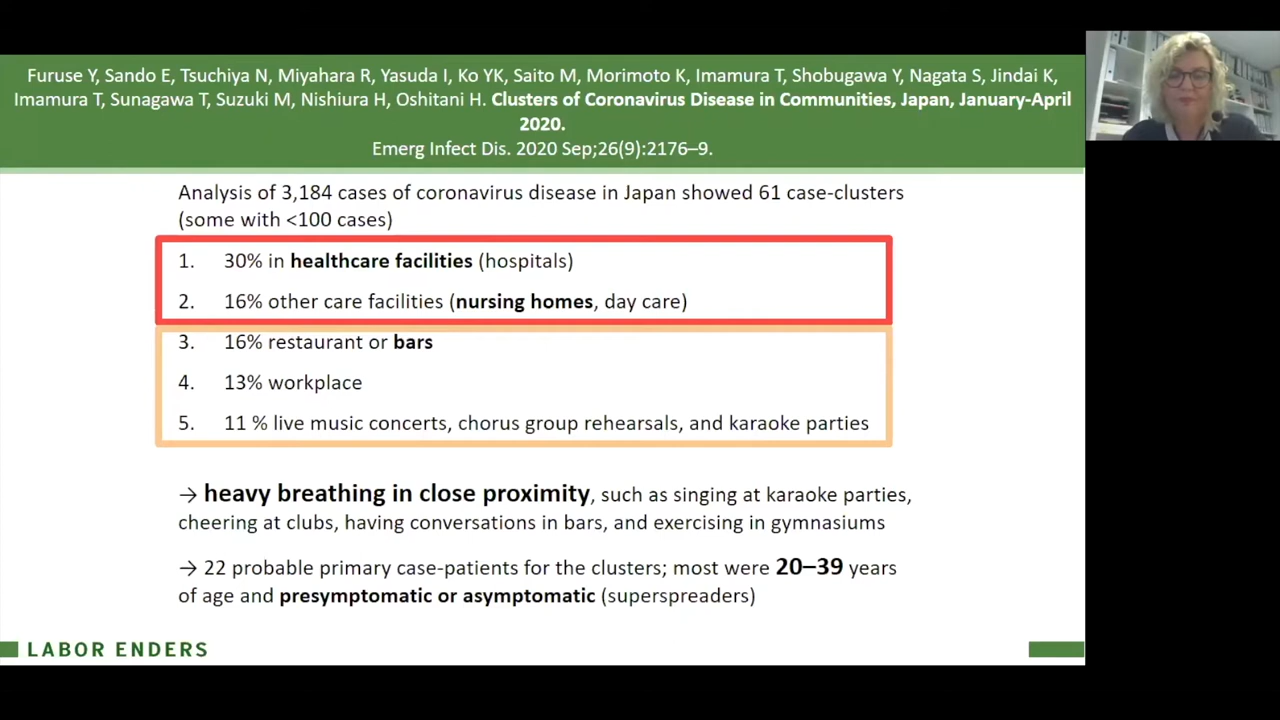 Furuse Y, Sando E, Tsuchiya N, Miyahara R, Yasuda I, Ko YK, Saito M, Morimoto K, Imamura T, Shobugawa Y, Nagata S, Jindai K,
Imamura T, Sunagawa T, Suzuki M, Nishiura H, Oshitani H. Clusters of Coronavirus Disease in Communities, Japan, January-April
2020.
Emerg Infect Dis. 2020 Sep;26(9):2176–9.
Analysis of 3,184 cases of coronavirus disease in Japan showed 61 case-clusters
(some with <100 cases)
1. 30% in healthcare facilities (hospitals)
2. 16% other care facilities (nursing homes, day care)
3. 16% restaurant or bars
4. 13% workplace
5. 11 % live music concerts, chorus group rehearsals, and karaoke parties
→ heavy breathing in close proximity, such as singing at karaoke parties,
cheering at clubs, having conversations in bars, and exercising in gymnasiums
→ 22 probable primary case-patients for the clusters; most were 20–39 years
of age and presymptomatic or asymptomatic (superspreaders)
LABOR ENDERS